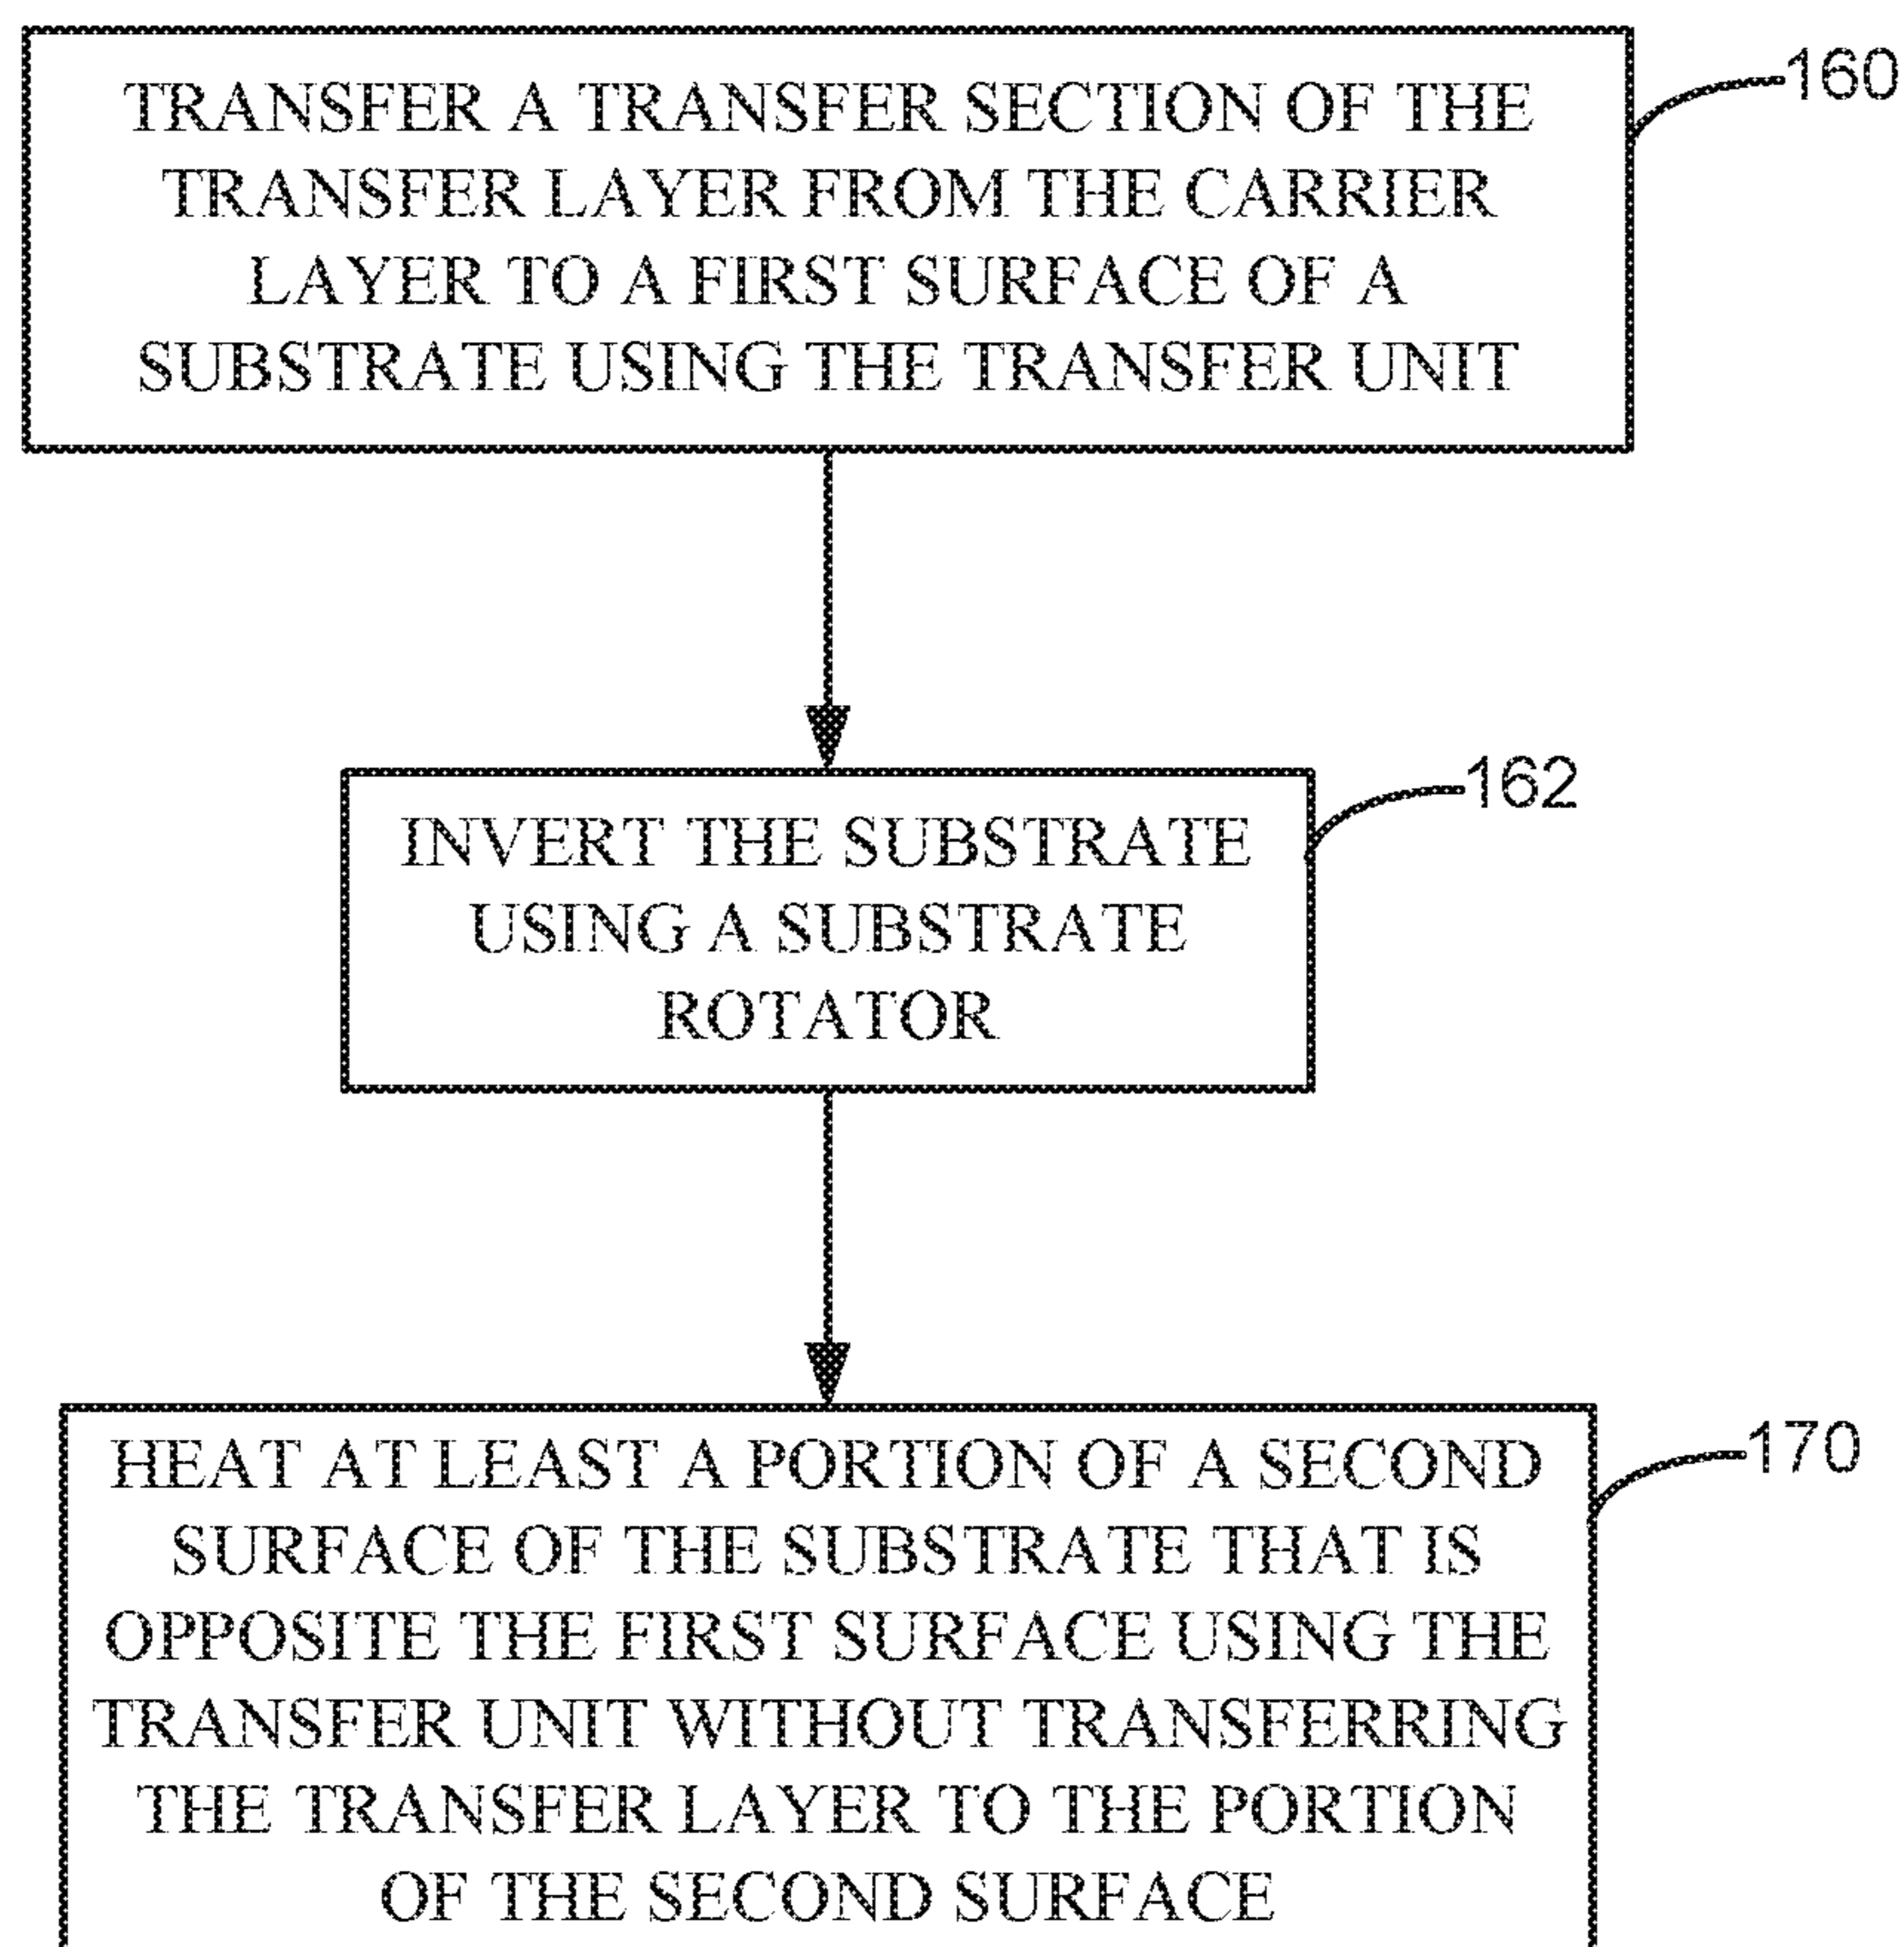 TRANSFER A TRANSFER SECTION OF THE
TRANSFER LAYER FROM THE CARRIER
LAYER TO A FIRST SURFACE OF A
SUBSTRATE USING THE TRANSFER UNIT
160
INVERT THE SUBSTRATE
USING A SUBSTRATE
ROTATOR
162
HEAT AT LEAST A PORTION OF A SECOND
SURFACE OF THE SUBSTRATE THAT IS
OPPOSITE THE FIRST SURFACE USING THE
TRANSFER UNIT WITHOUT TRANSFERRING
THE TRANSFER LAYER TO THE PORTION
OF THE SECOND SURFACE
170